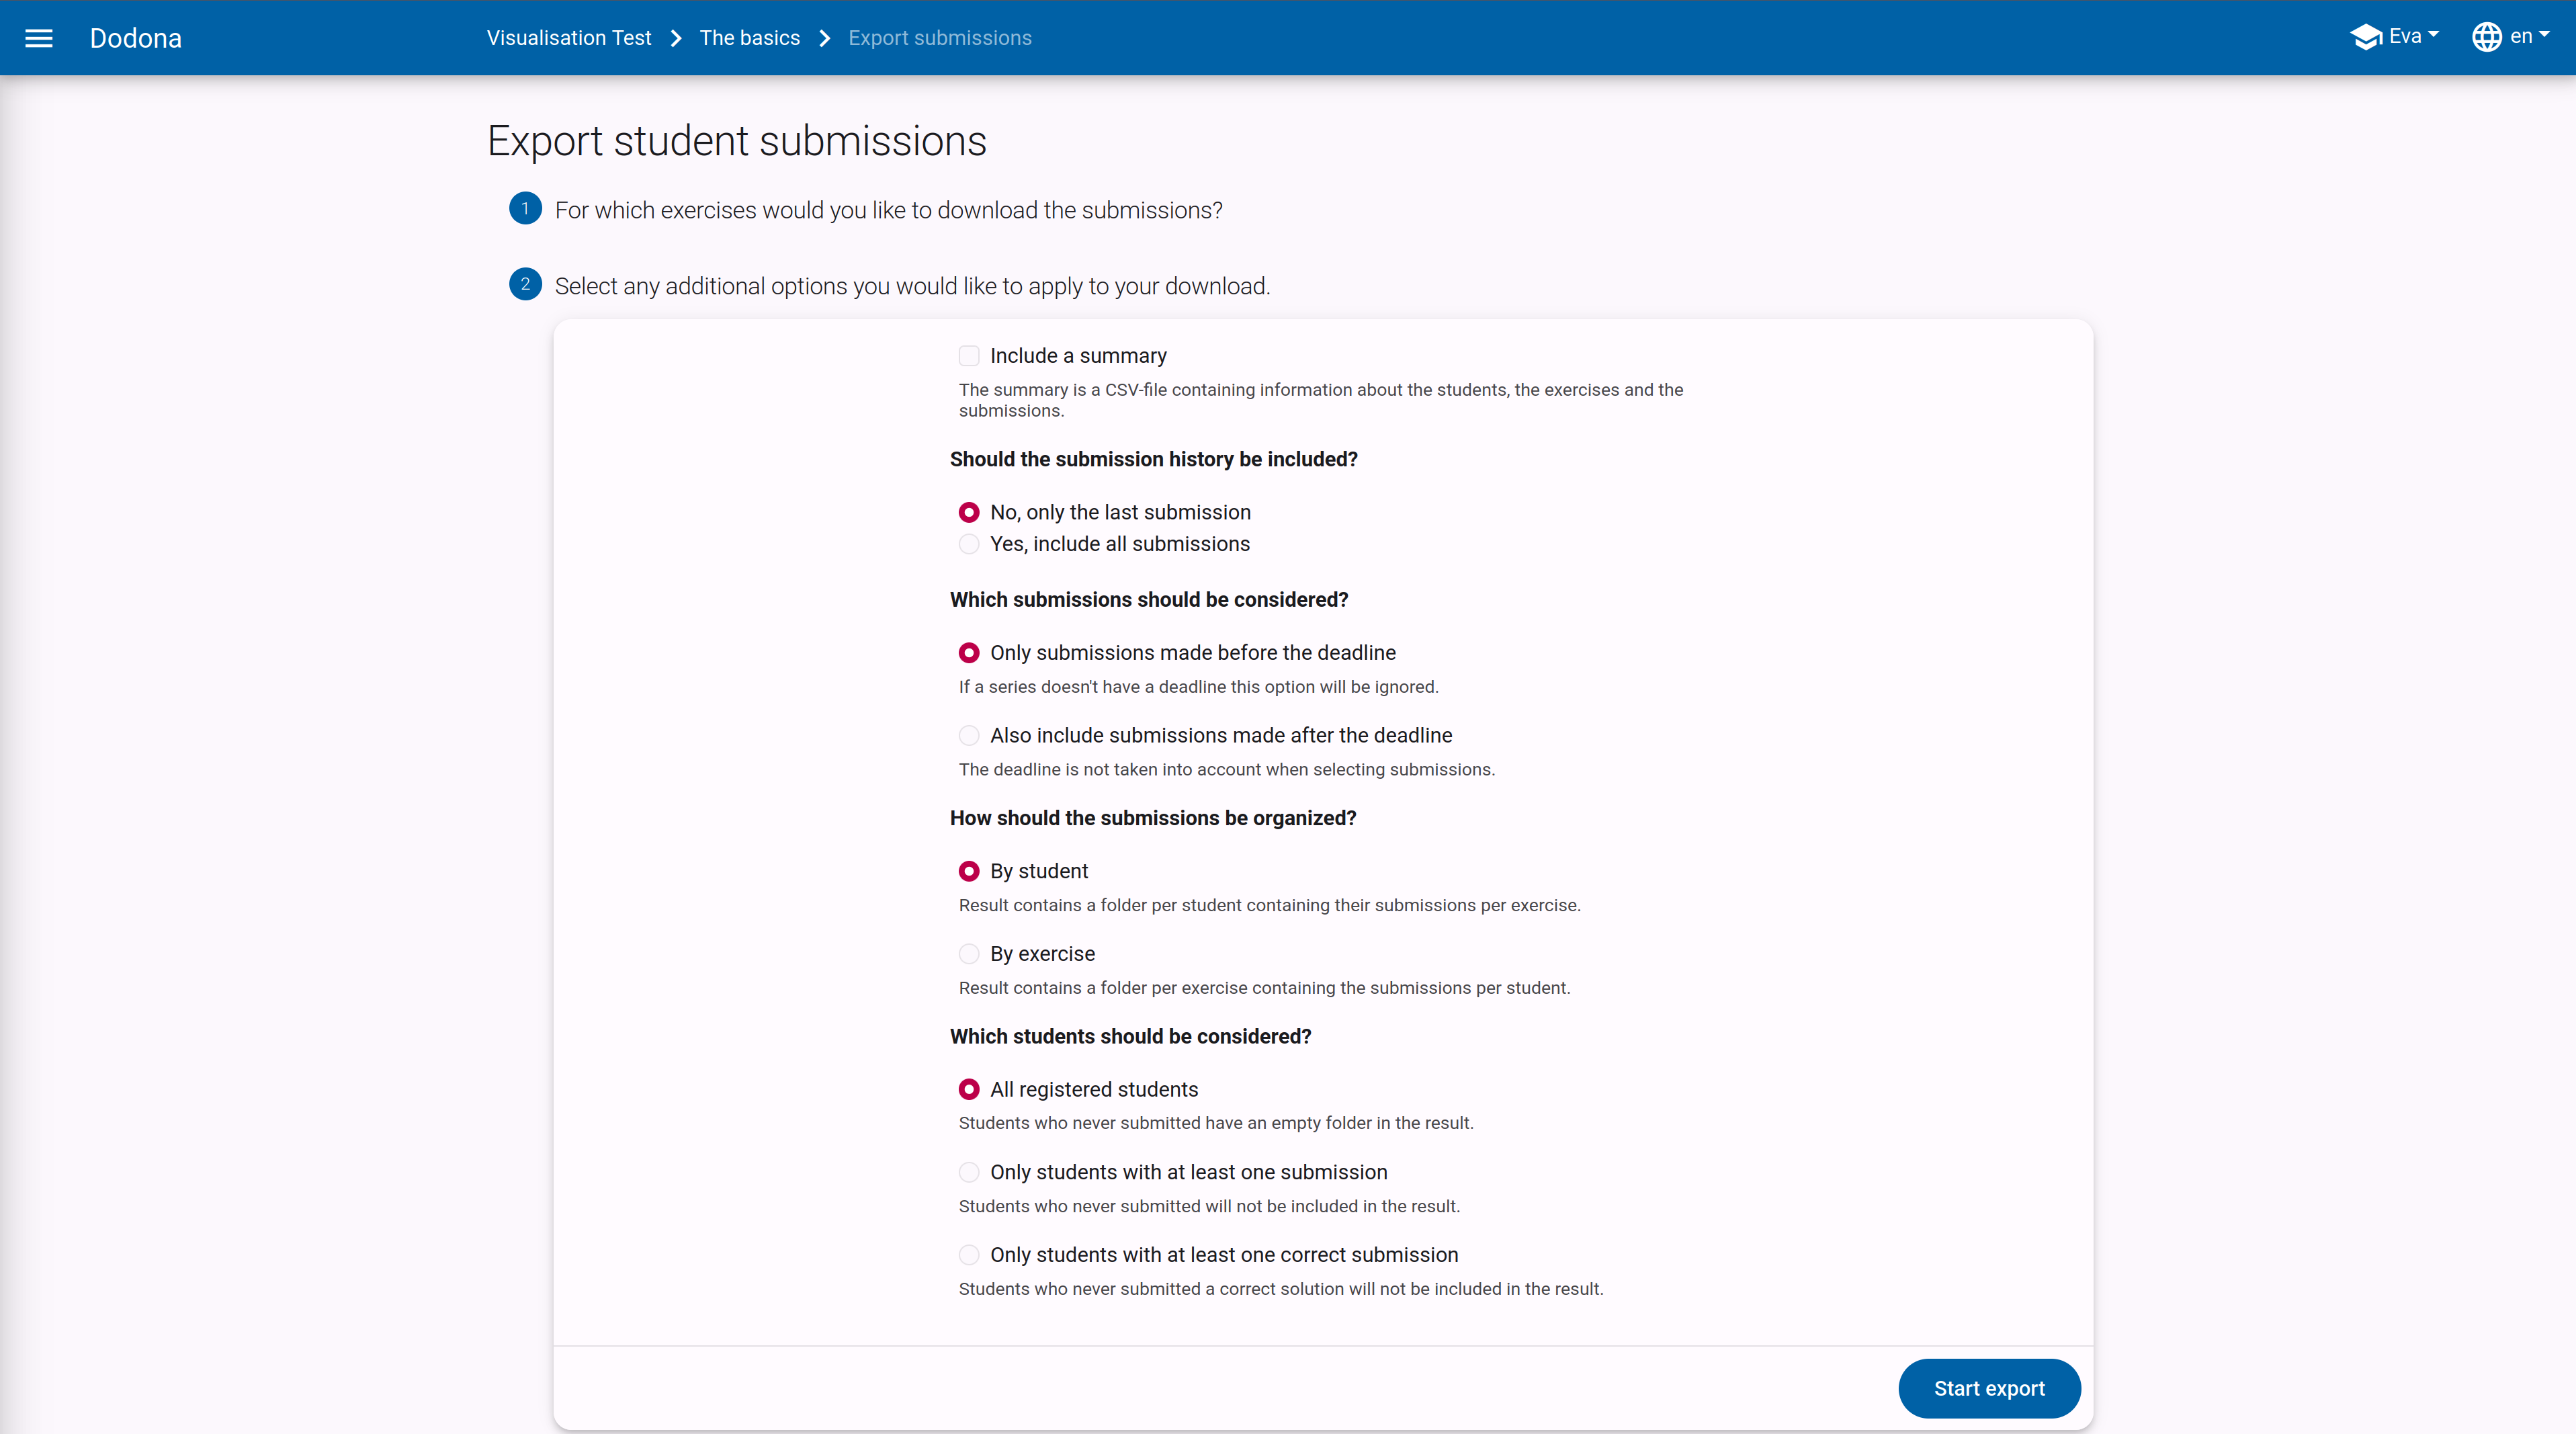 Dodona
Visualisation Test > The basics > Export submissions
Eva
en
Export student submissions
1 For which exercises would you like to download the submissions?
2 Select any additional options you would like to apply to your download.
Include a summary
The summary is a CSV-file containing information about the students, the exercises and the
submissions.
Should the submission history be included?
No, only the last submission
Yes, include all submissions
Which submissions should be considered?
Only submissions made before the deadline
If a series doesn't have a deadline this option will be ignored.
Also include submissions made after the deadline
The deadline is not taken into account when selecting submissions.
How should the submissions be organized?
By student
Result contains a folder per student containing their submissions per exercise.
By exercise
Result contains a folder per exercise containing the submissions per student.
Which students should be considered?
All registered students
Students who never submitted have an empty folder in the result.
Only students with at least one submission
Students who never submitted will not be included in the result.
Only students with at least one correct submission
Students who never submitted a correct solution will not be included in the result.
Start export